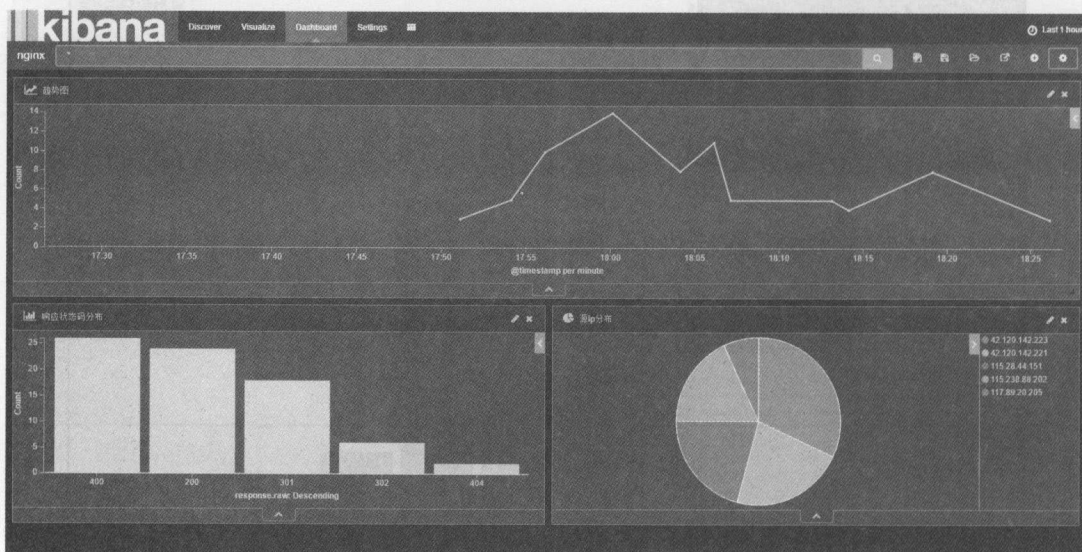 kibana
Discover Visualize Dashboard Settings
Last 1 hour
nginx *
趋势图
14
12
10
8
6
4
2
0
Count
17:30 17:35 17:40 17:45 17:50 17:55 18:00 18:05 18:10 18:15 18:20 18:25
@timestamp per minute
响应状态码分布
25
20
15
10
5
0
Count
400 200 301 302 404
response.raw: Descending
源ip分布
42.120.142.223
42.120.142.221
115.28.44.151
115.238.88.202
117.89.20.205